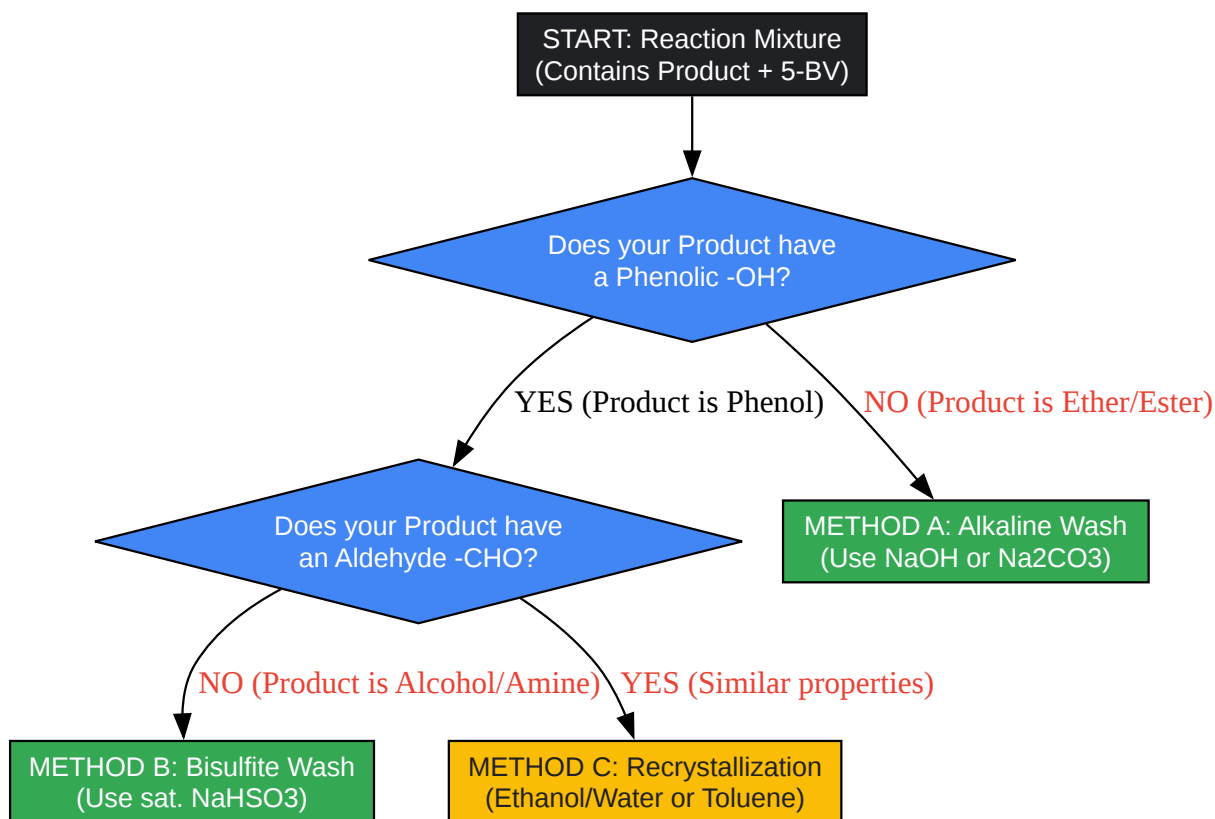 START: Reaction Mixture
(Contains Product + 5-BV)
Does your Product have
a Phenolic -OH?
YES (Product is Phenol)
NO (Product is Ether/Ester)
Does your Product have
an Aldehyde -CHO?
METHOD A: Alkaline Wash
(Use NaOH or Na2CO3)
NO (Product is Alcohol/Amine)
YES (Similar properties)
METHOD B: Bisulfite Wash
(Use sat. NaHSO3)
METHOD C: Recrystallization
(Ethanol/Water or Toluene)